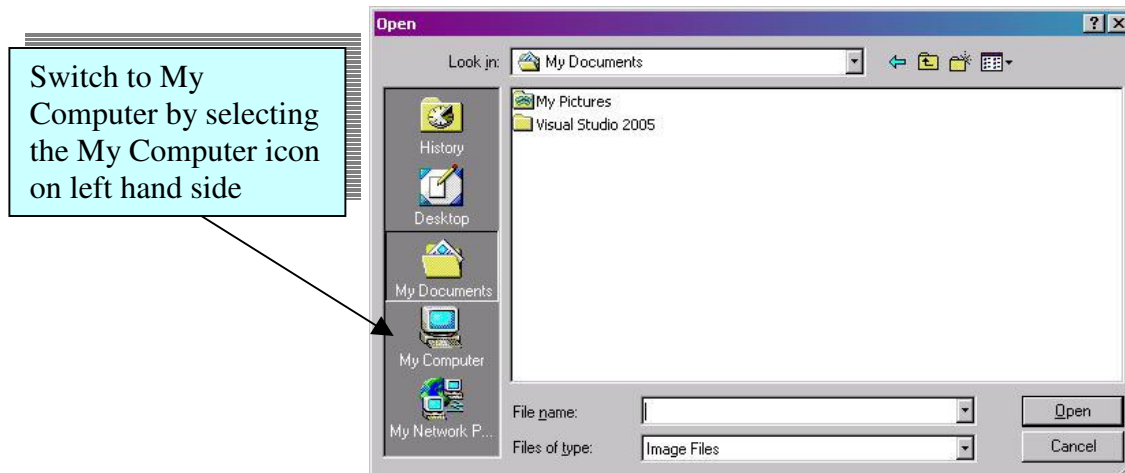 Open
Switch to My
Computer by selecting
the My Computer icon
on left hand side
Look in:
My Documents
My Pictures
Visual Studio 2005
History
Desktop
My Documents
My Computer
My Network P...
File name:
Open
Files of type:
Image Files
Cancel